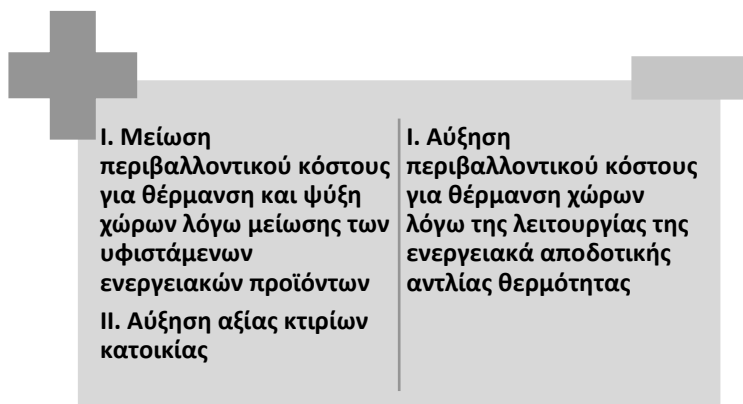 I. Μείωση
περιβαλλοντικού κόστους
για θέρμανση και ψύξη
χώρων λόγω μείωσης των
υφιστάμενων
ενεργειακών προϊόντων
II. Αύξηση αξίας κτιρίων
κατοικίας
I. Αύξηση
περιβαλλοντικού κόστους
για θέρμανση χώρων
λόγω της λειτουργίας της
ενεργειακά αποδοτικής
αντλίας θερμότητας